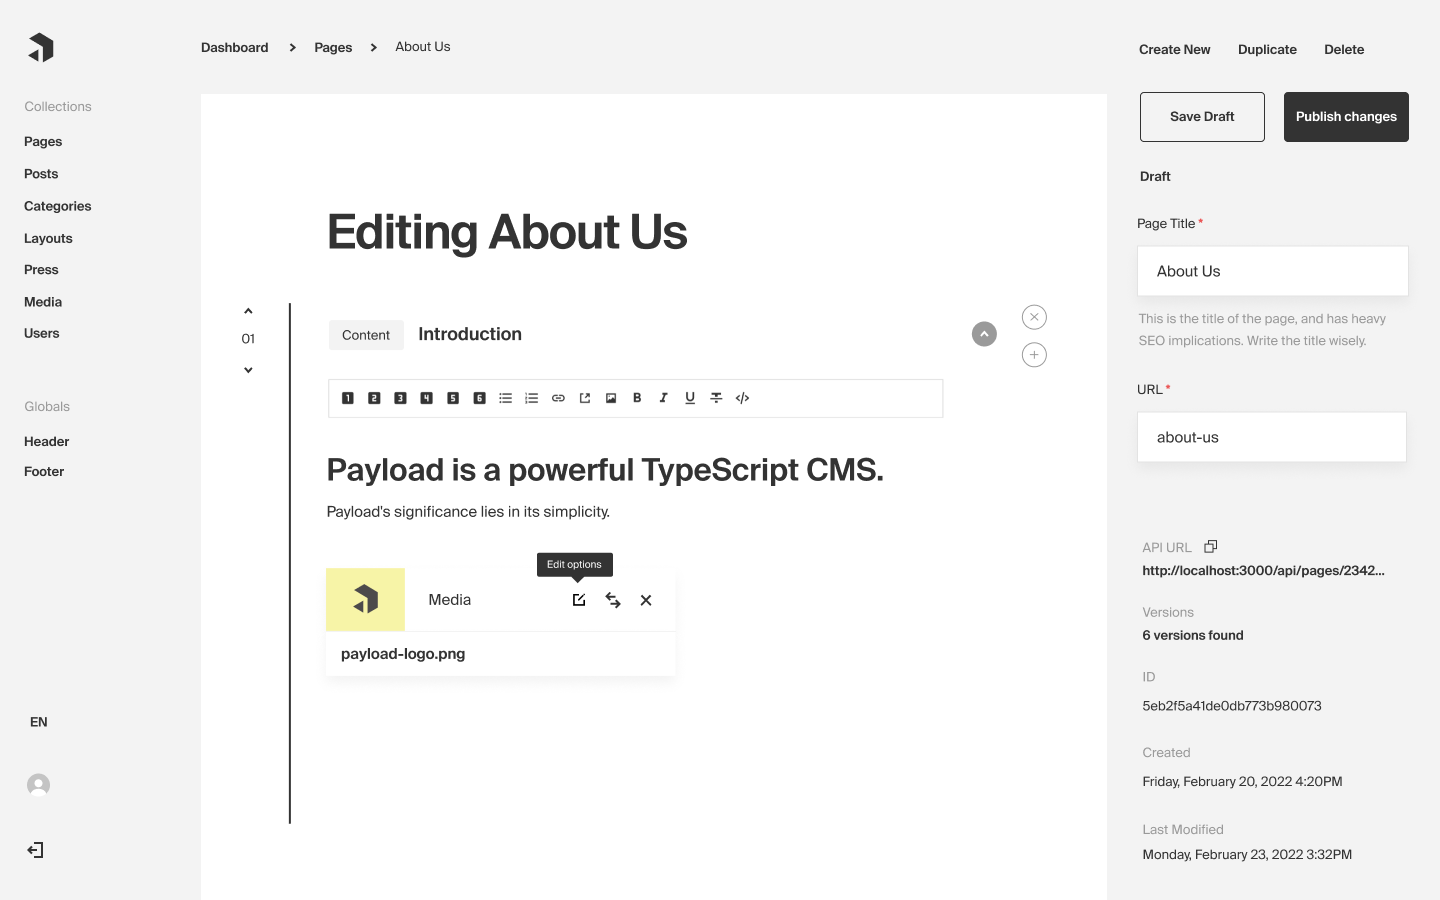 Dashboard
Pages
About Us
Create New
Duplicate
Delete
Collections
Pages
Posts
Categories
Layouts
Press
Media
Users
Globals
Header
Footer
EN
Editing About Us
01
Content
Introduction
1 2 3 4 5 6 B I U </>
Payload is a powerful TypeScript CMS.
Payload's significance lies in its simplicity.
Edit options
Media
payload-logo.png
Save Draft
Publish changes
Draft
Page Title *
About Us
This is the title of the page, and has heavy
SEO implications. Write the title wisely.
URL *
about-us
API URL
http://localhost:3000/api/pages/2342...
Versions
6 versions found
ID
5eb2f5a41de0db773b980073
Created
Friday, February 20, 2022 4:20PM
Last Modified
Monday, February 23, 2022 3:32PM